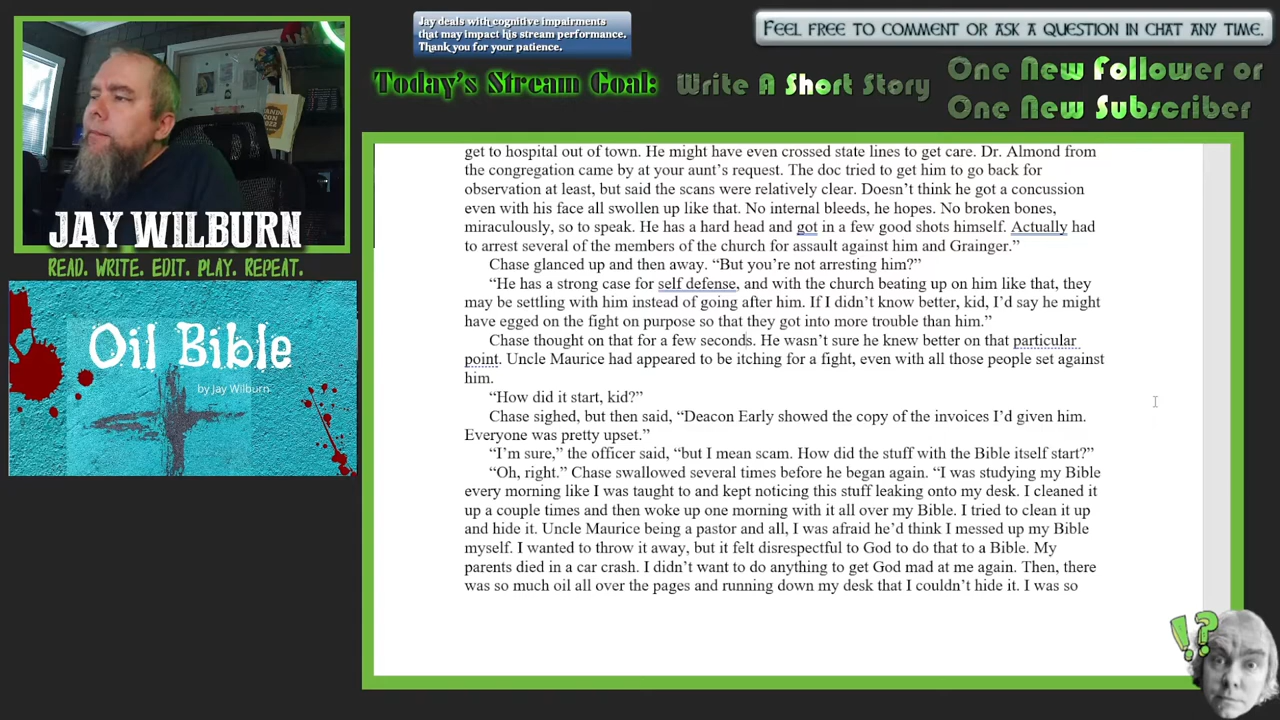 Jay deals with cognitive impairments
that may impact his stream performance.
Thank you for your patience.
Feel free to comment or ask a question in chat any time.
Today's Stream Goal:
Write A Short Story
One New Follower or
One New Subscriber
JAY WILBURN
READ. WRITE. EDIT. PLAY. REPEAT.
Oil Bible
by Jay Wilburn
get to hospital out of town. He might have even crossed state lines to get care. Dr. Almond from
the congregation came by at your aunt’s request. The doc tried to get him to go back for
observation at least, but said the scans were relatively clear. Doesn’t think he got a concussion
even with his face all swollen up like that. No internal bleeds, he hopes. No broken bones,
miraculously, so to speak. He has a hard head and got in a few good shots himself. Actually had
to arrest several of the members of the church for assault against him and Grainger.”
Chase glanced up and then away. “But you’re not arresting him?”
“He has a strong case for self defense, and with the church beating up on him like that, they
may be settling with him instead of going after him. If I didn’t know better, kid, I’d say he might
have egged on the fight on purpose so that they got into more trouble than him.”
Chase thought on that for a few seconds. He wasn’t sure he knew better on that particular
point. Uncle Maurice had appeared to be itching for a fight, even with all those people set against
him.
“How did it start, kid?”
Chase sighed, but then said, “Deacon Early showed the copy of the invoices I’d given him.
Everyone was pretty upset.”
“I’m sure,” the officer said, “but I mean scam. How did the stuff with the Bible itself start?”
“Oh, right.” Chase swallowed several times before he began again. “I was studying my Bible
every morning like I was taught to and kept noticing this stuff leaking onto my desk. I cleaned it
up a couple times and then woke up one morning with it all over my Bible. I tried to clean it up
and hide it. Uncle Maurice being a pastor and all, I was afraid he’d think I messed up my Bible
myself. I wanted to throw it away, but it felt disrespectful to God to do that to a Bible. My
parents died in a car crash. I didn’t want to do anything to get God mad at me again. Then, there
was so much oil all over the pages and running down my desk that I couldn’t hide it. I was so
!?